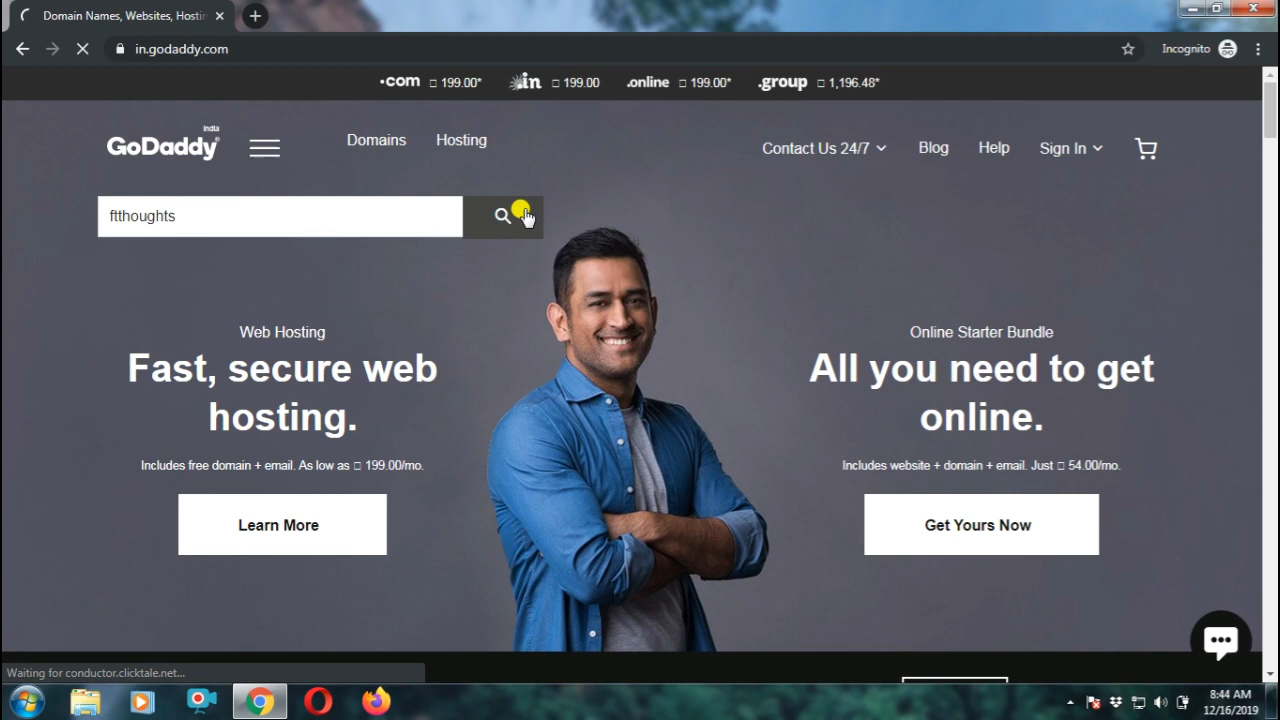 Domain Names, Websites, Hostin
in.godaddy.com
Incognito
.com □ 199.00* .in □ 199.00 .online □ 199.00* .group □ 1,196.48*
India
GoDaddy
Domains Hosting
Contact Us 24/7 Blog Help Sign In
ftthoughts
Web Hosting
Fast, secure web
hosting.
Includes free domain + email. As low as □ 199.00/mo.
Learn More
Online Starter Bundle
All you need to get
online.
Includes website + domain + email. Just □ 54.00/mo.
Get Yours Now
Waiting for conductor.clicktale.net...
8:44 AM
12/16/2019